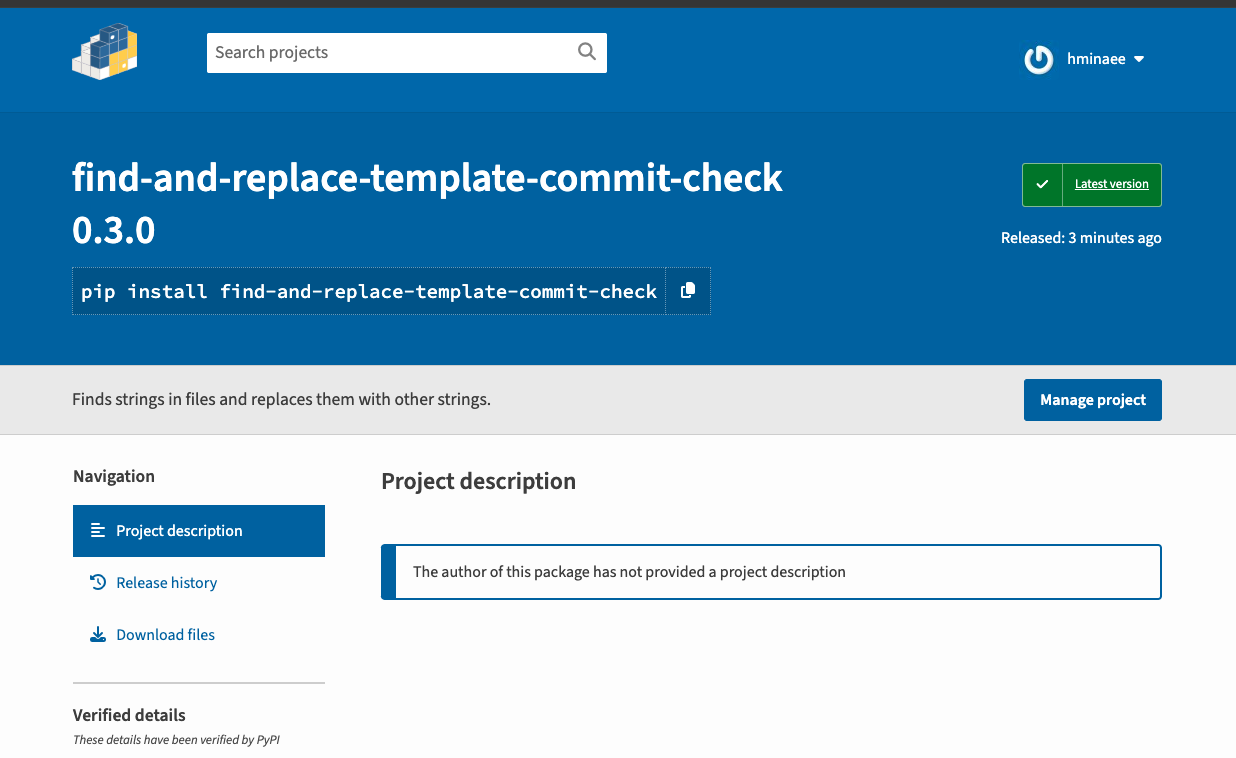 Search projects
hminaee
find-and-replace-template-commit-check
0.3.0
Latest version
Released: 3 minutes ago
pip install find-and-replace-template-commit-check
Finds strings in files and replaces them with other strings.
Manage project
Navigation
Project description
Release history
Download files
Verified details
These details have been verified by PyPI
Project description
The author of this package has not provided a project description